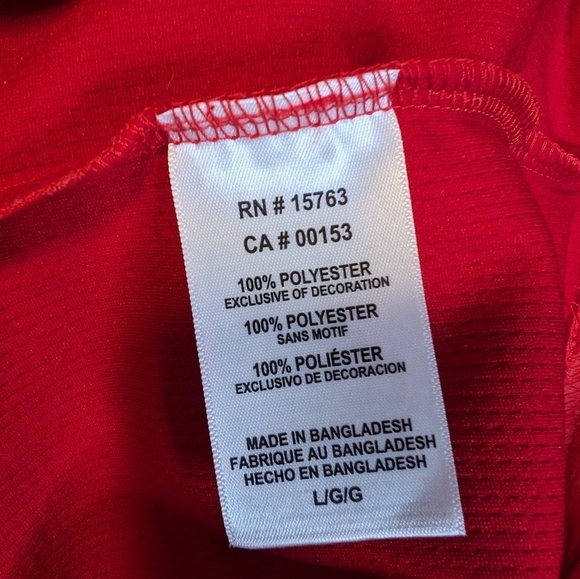 RN # 15763
CA # 00153
100% POLYESTER
EXCLUSIVE OF DECORATION
100% POLYESTER
SANS MOTIF
100% POLIÉSTER
EXCLUSIVO DE DECORACION
MADE IN BANGLADESH
FABRIQUE AU BANGLADESH
HECHO EN BANGLADESH
L/G/G